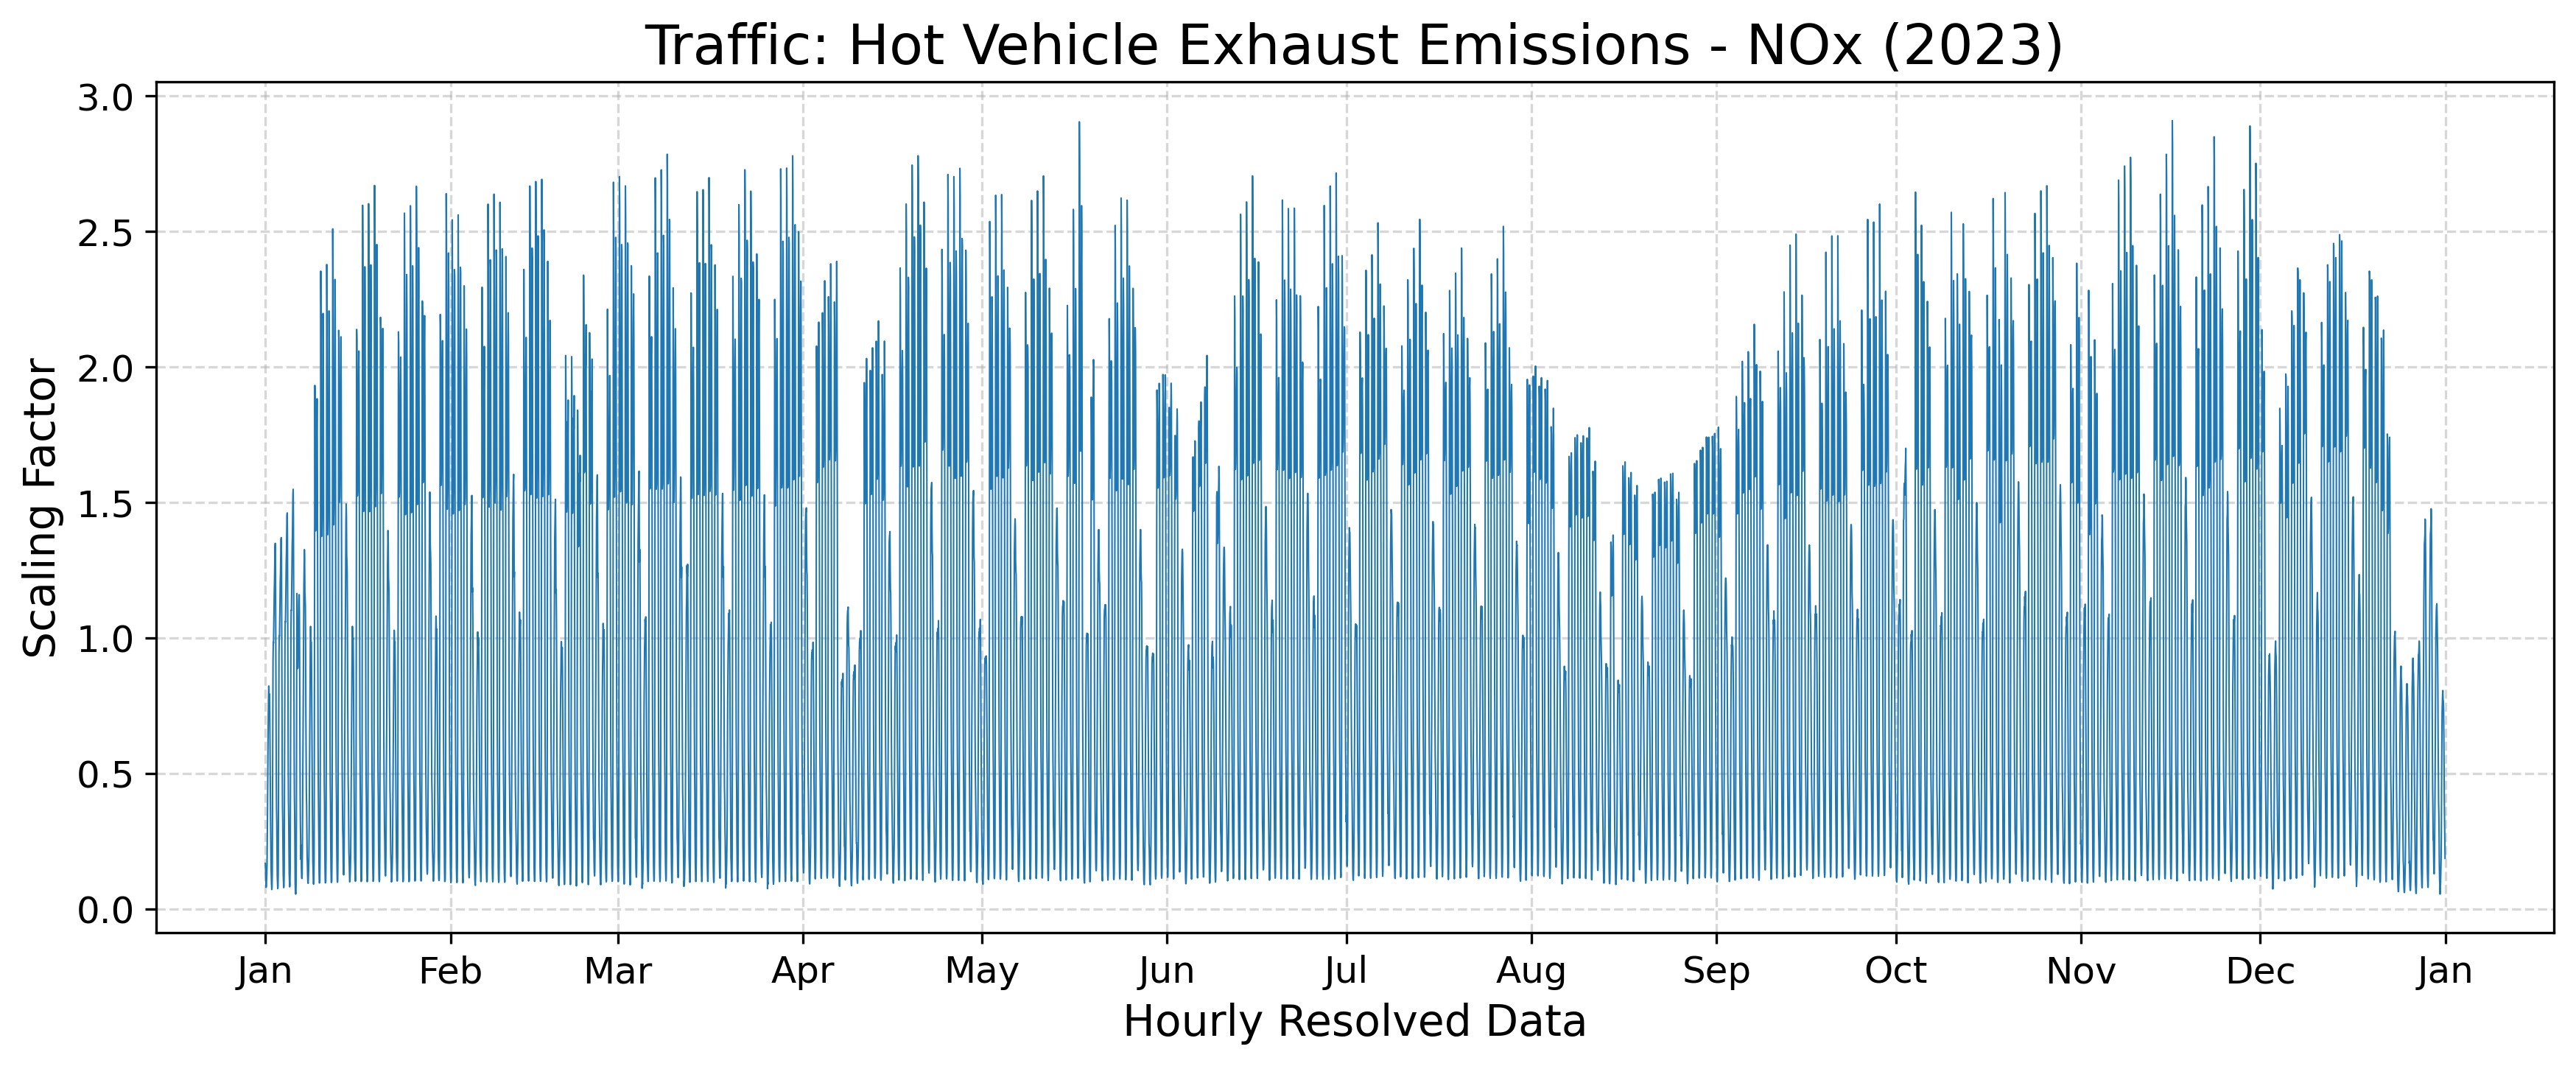 Traffic: Hot Vehicle Exhaust Emissions - NOx (2023)
Scaling Factor
3.0
2.5
2.0
1.5
1.0
0.5
0.0
Jan Feb Mar Apr May Jun Jul Aug Sep Oct Nov Dec Jan
Hourly Resolved Data